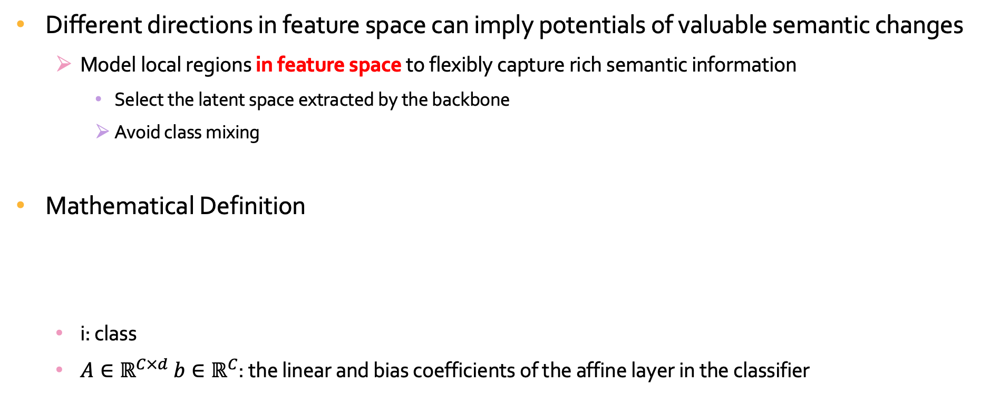 • Different directions in feature space can imply potentials of valuable semantic changes
➢ Model local regions in feature space to flexibly capture rich semantic information
• Select the latent space extracted by the backbone
➢ Avoid class mixing
• Mathematical Definition
• i: class
• $A \in \mathbb{R}^{C \times d}$ $b \in \mathbb{R}^{C}$: the linear and bias coefficients of the affine layer in the classifier